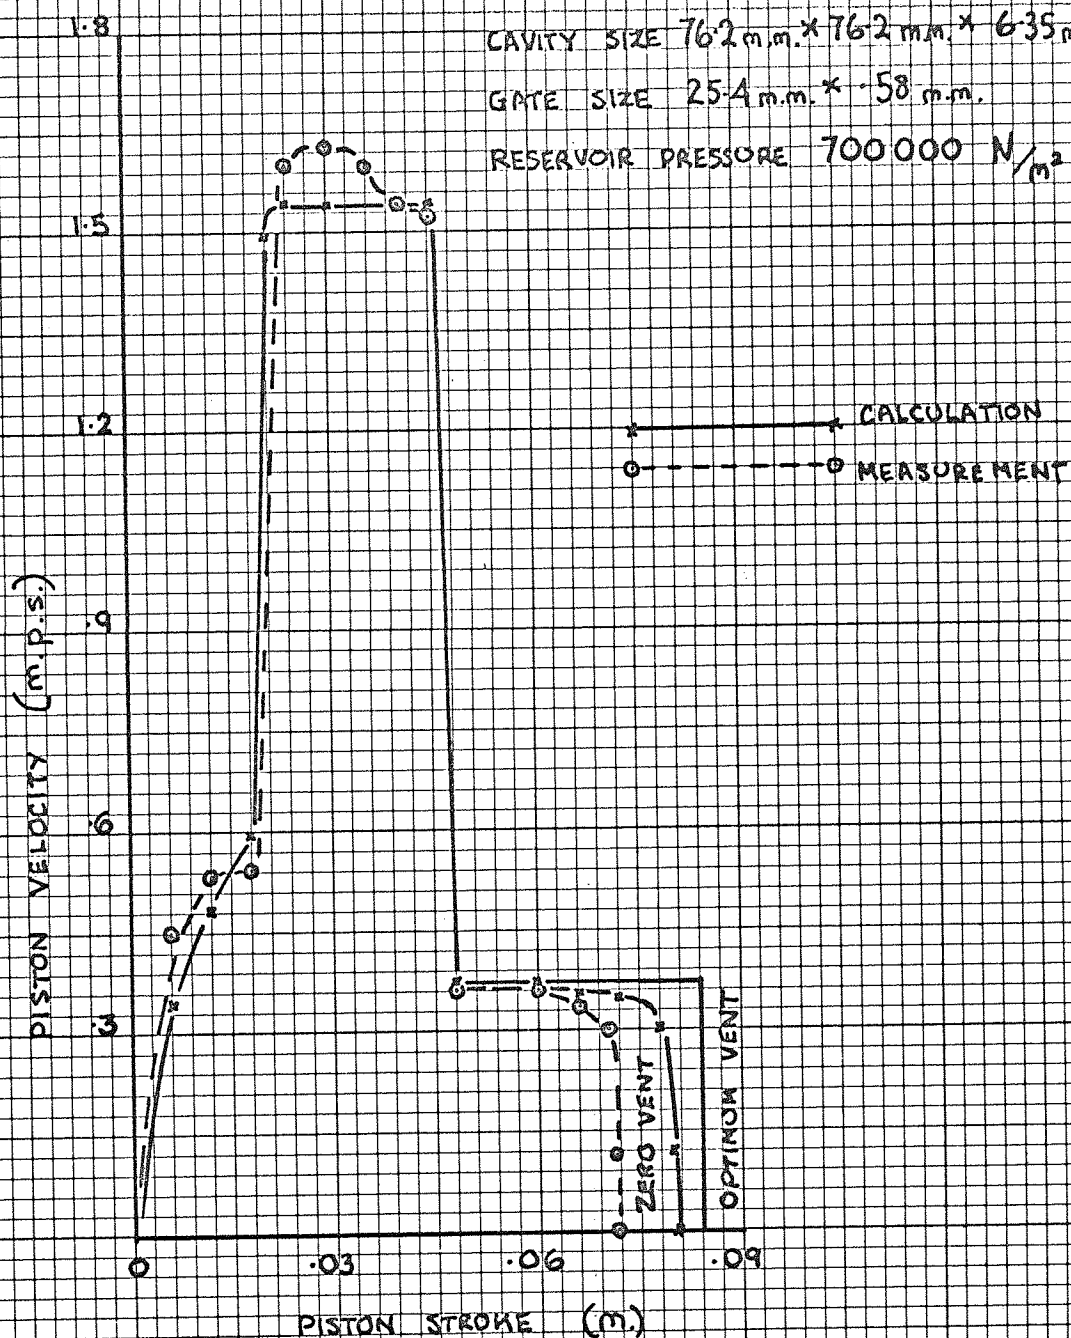 CAVITY SIZE 76·2 m.m. * 76·2 m.m. * 6·35
GATE SIZE 25·4 m.m. * ·58 m.m.
RESERVOIR PRESSURE 700 000 N/m²
1·8
1·5
1·2
·9
·6
·3
CALCULATION
MEASUREMENT
PISTON VELOCITY (m.p.s.)
ZERO VENT
OPTIMUM VENT
0 ·03 ·06 ·09
PISTON STROKE (m.)